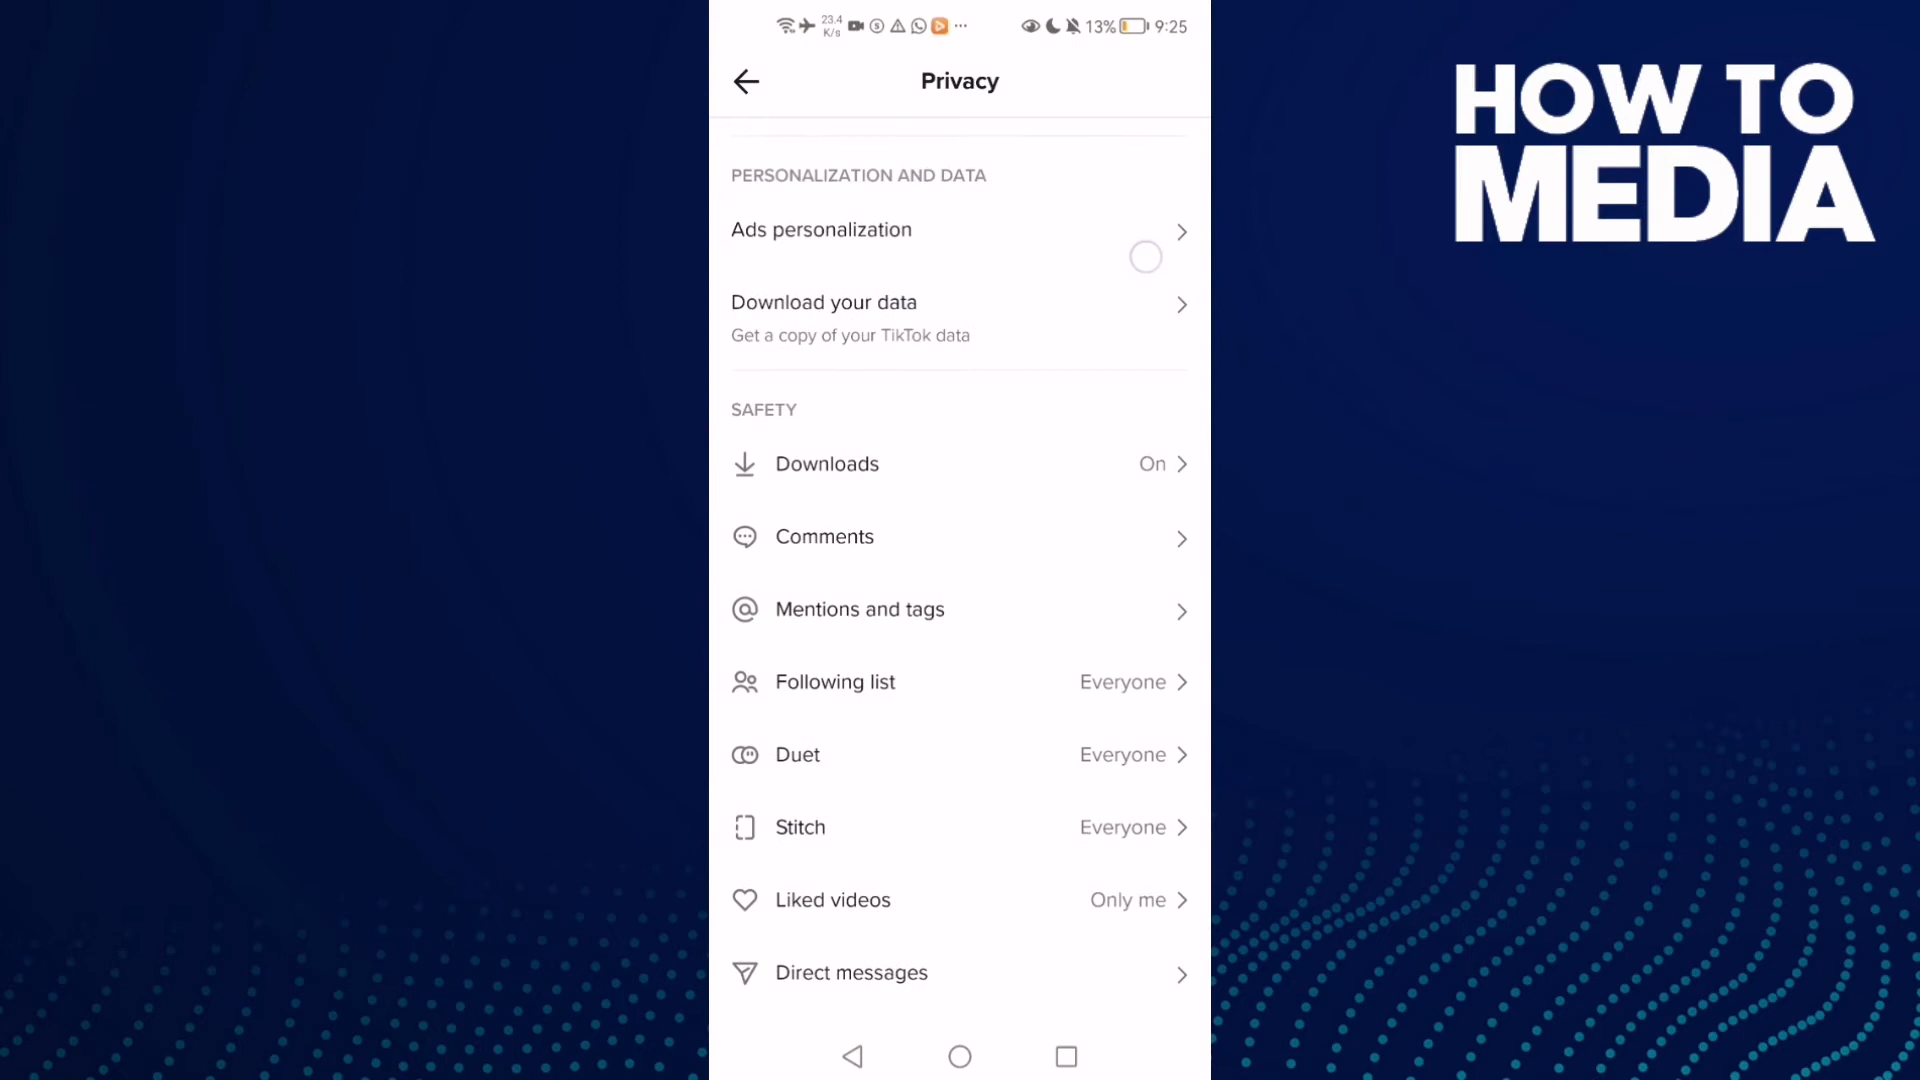 23.4
K/s
13%
9:25
Privacy
HOW TO
MEDIA
PERSONALIZATION AND DATA
Ads personalization
Download your data
Get a copy of your TikTok data
SAFETY
Downloads On
Comments
Mentions and tags
Following list Everyone
Duet Everyone
Stitch Everyone
Liked videos Only me
Direct messages